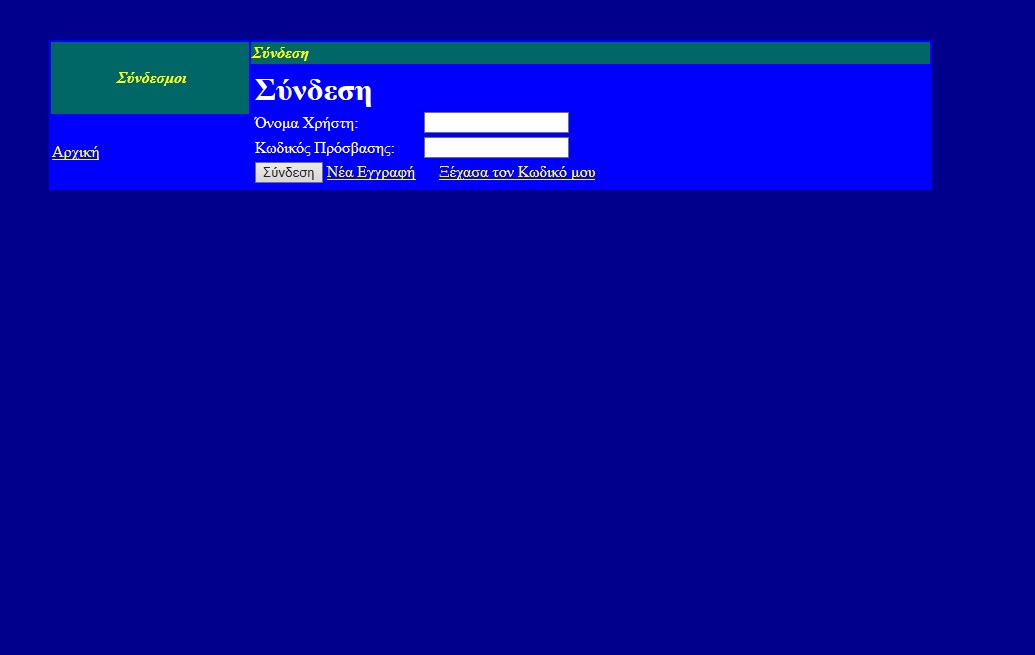 Σύνδεσμοι
Αρχική
Σύνδεση
Σύνδεση
Όνομα Χρήστη:
Κωδικός Πρόσβασης:
Σύνδεση Νέα Εγγραφή Ξέχασα τον Κωδικό μου